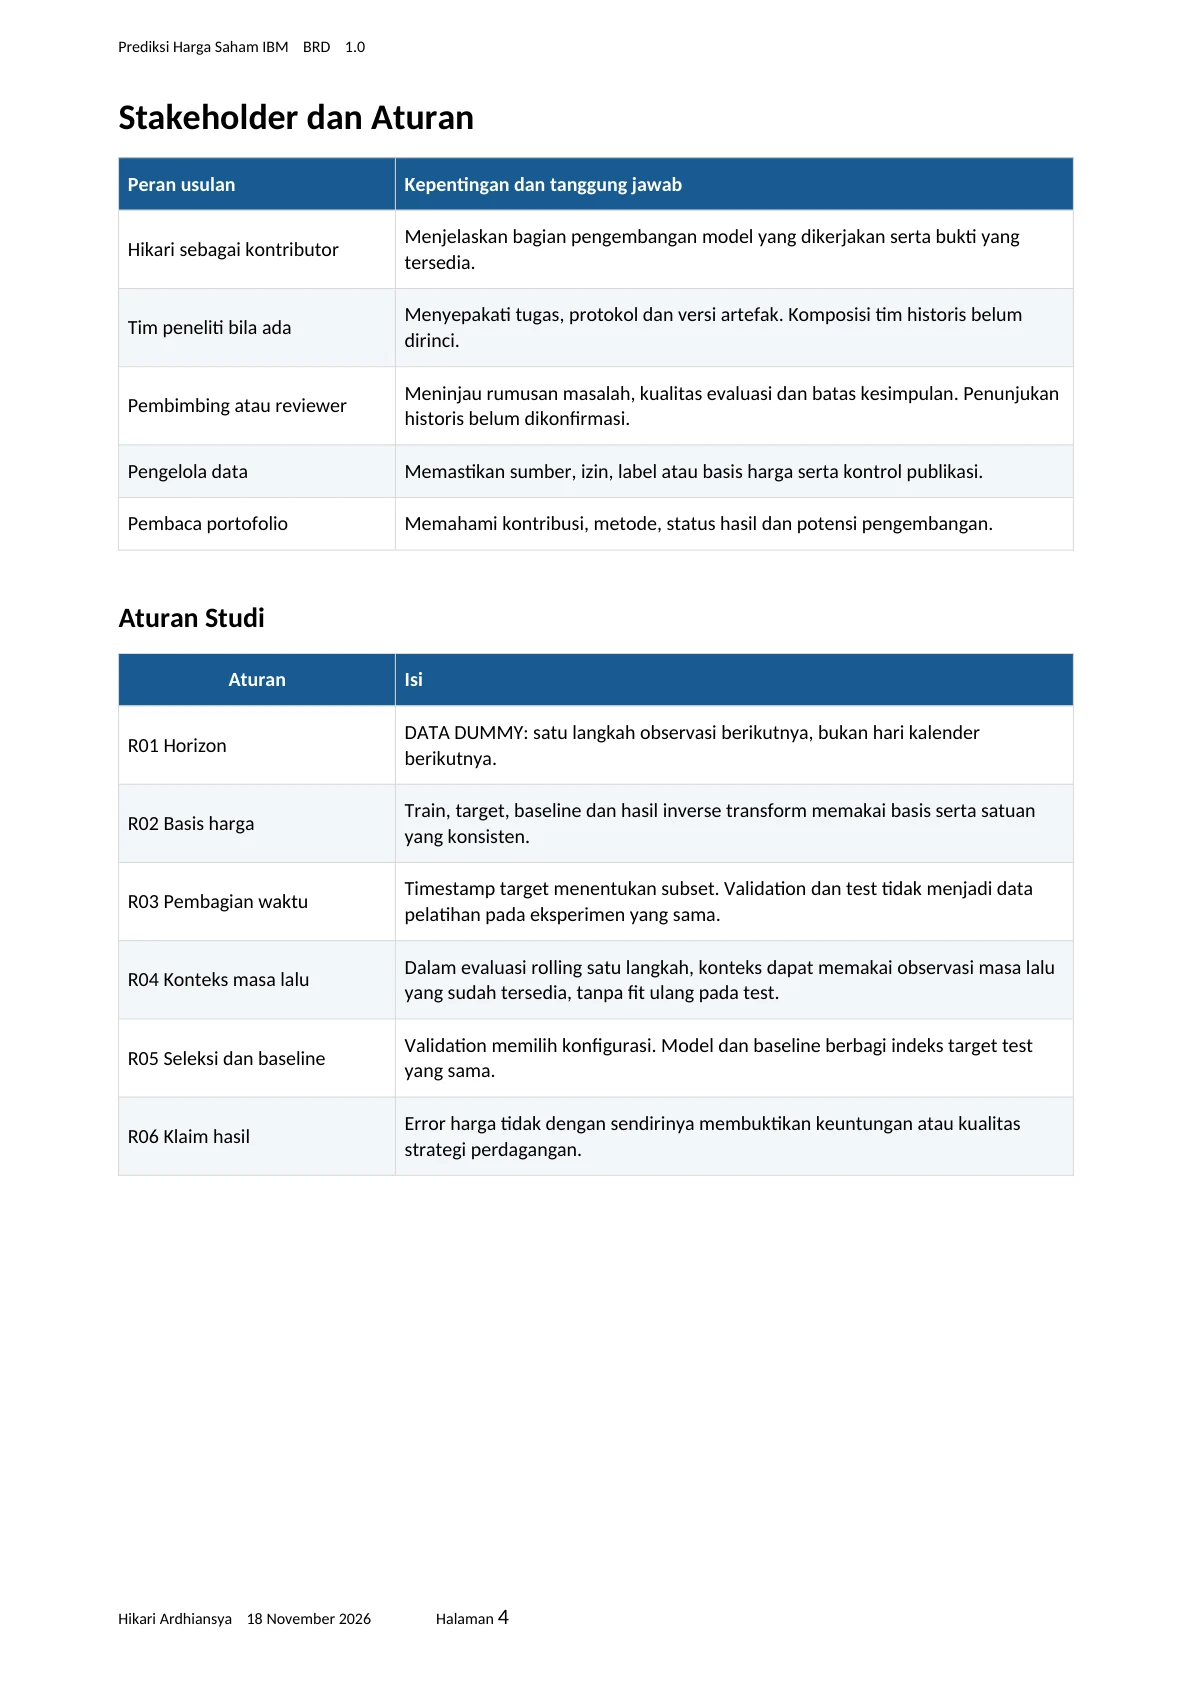 Prediksi Harga Saham IBM BRD 1.0
Stakeholder dan Aturan
Peran usulan
Kepentingan dan tanggung jawab
Hikari sebagai kontributor
Menjelaskan bagian pengembangan model yang dikerjakan serta bukti yang
tersedia.
Tim peneliti bila ada
Menyepakati tugas, protokol dan versi artefak. Komposisi tim historis belum
dirinci.
Pembimbing atau reviewer
Meninjau rumusan masalah, kualitas evaluasi dan batas kesimpulan. Penunjukan
historis belum dikonfirmasi.
Pengelola data
Memastikan sumber, izin, label atau basis harga serta kontrol publikasi.
Pembaca portofolio
Memahami kontribusi, metode, status hasil dan potensi pengembangan.
Aturan Studi
Aturan
Isi
R01 Horizon
DATA DUMMY: satu langkah observasi berikutnya, bukan hari kalender
berikutnya.
R02 Basis harga
Train, target, baseline dan hasil inverse transform memakai basis serta satuan
yang konsisten.
R03 Pembagian waktu
Timestamp target menentukan subset. Validation dan test tidak menjadi data
pelatihan pada eksperimen yang sama.
R04 Konteks masa lalu
Dalam evaluasi rolling satu langkah, konteks dapat memakai observasi masa lalu
yang sudah tersedia, tanpa fit ulang pada test.
R05 Seleksi dan baseline
Validation memilih konfigurasi. Model dan baseline berbagi indeks target test
yang sama.
R06 Klaim hasil
Error harga tidak dengan sendirinya membuktikan keuntungan atau kualitas
strategi perdagangan.
Hikari Ardhiansya 18 November 2026 Halaman 4